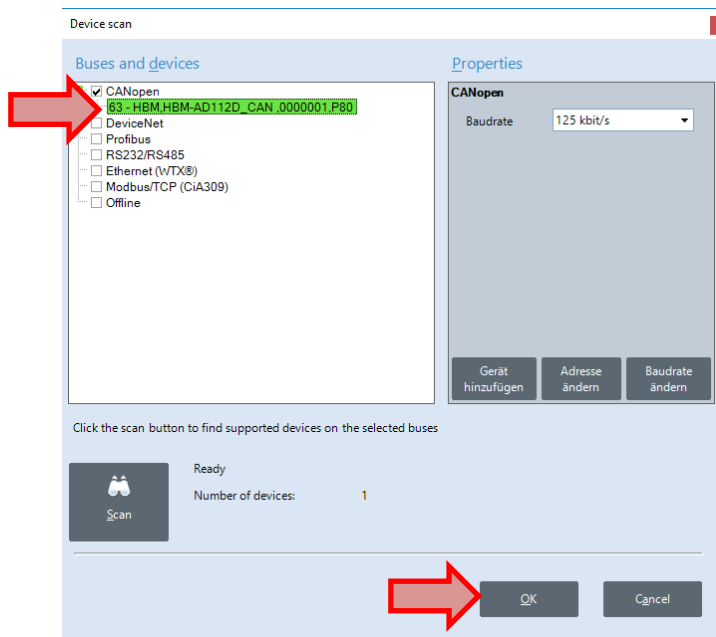 Device scan
Buses and devices
Properties
CANopen
63 - HBM,HBM-AD112D_CAN ,0000001,P80
DeviceNet
Profibus
RS232/RS485
Ethernet (WTX®)
Modbus/TCP (CiA309)
Offline
CANopen
Baudrate
125 kbit/s
Gerät
hinzufügen
Adresse
ändern
Baudrate
ändern
Click the scan button to find supported devices on the selected buses
Scan
Ready
Number of devices: 1
OK
Cancel